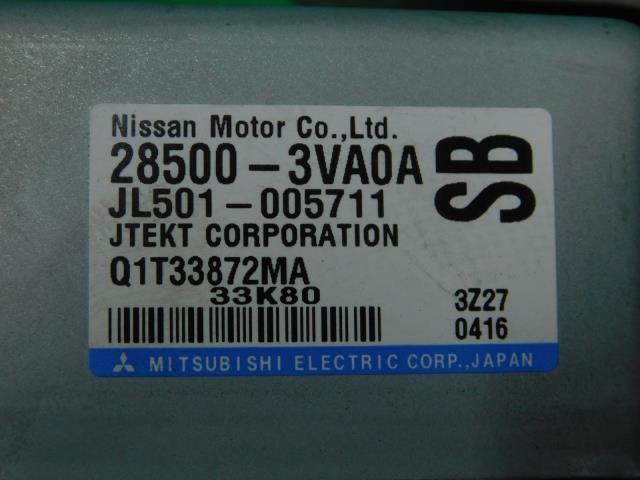 Nissan Motor Co.,Ltd.
28500-3VA0A
SB
JL501-005711
JTEKT CORPORATION
Q1T33872MA
33K80
3Z27
0416
MITSUBISHI ELECTRIC CORP.,JAPAN